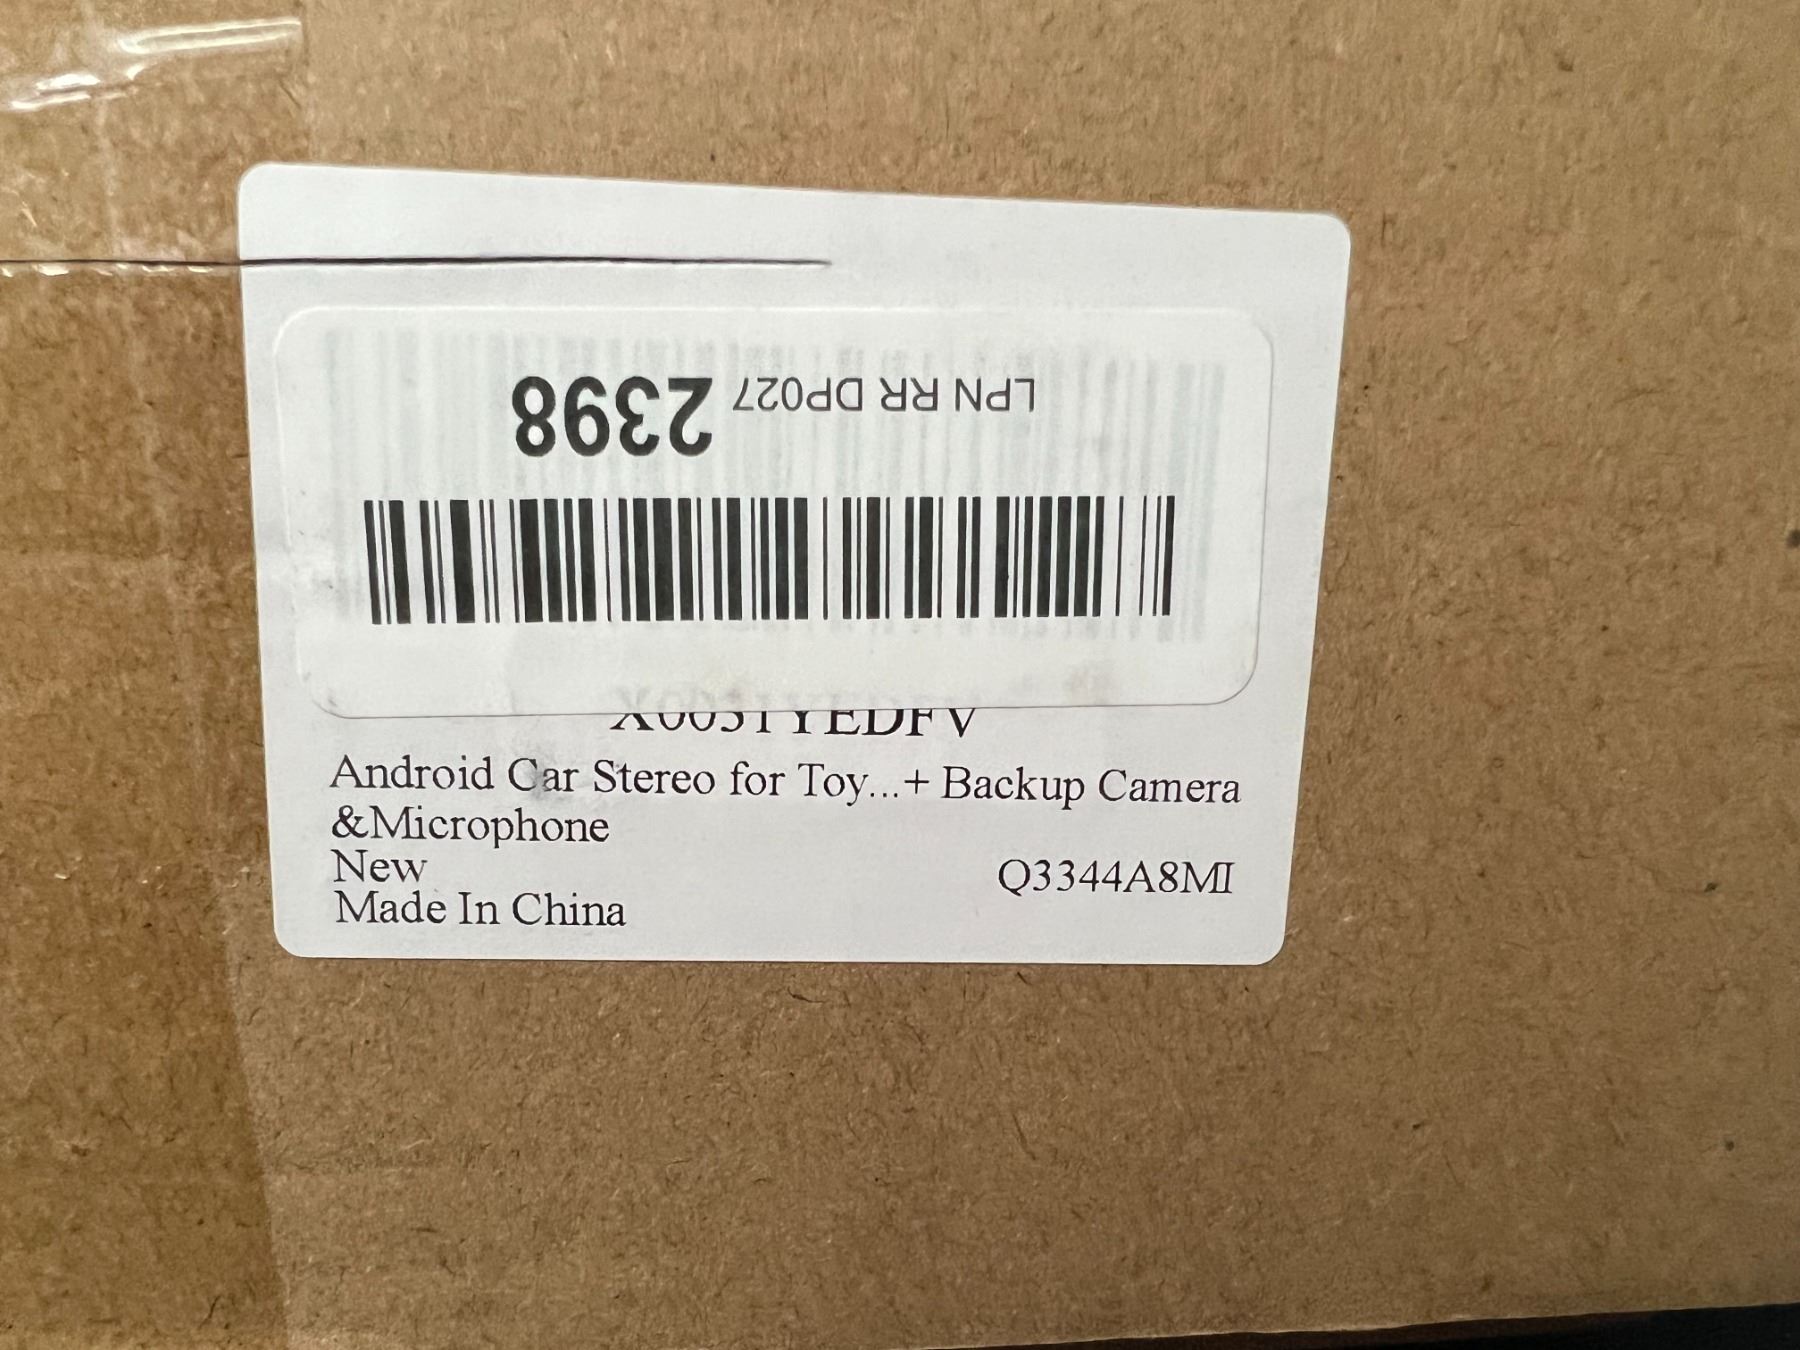 LPN RR DP027 2398
Android Car Stereo for Toy...+ Backup Camera
&Microphone
New
Q3344A8MI
Made In China